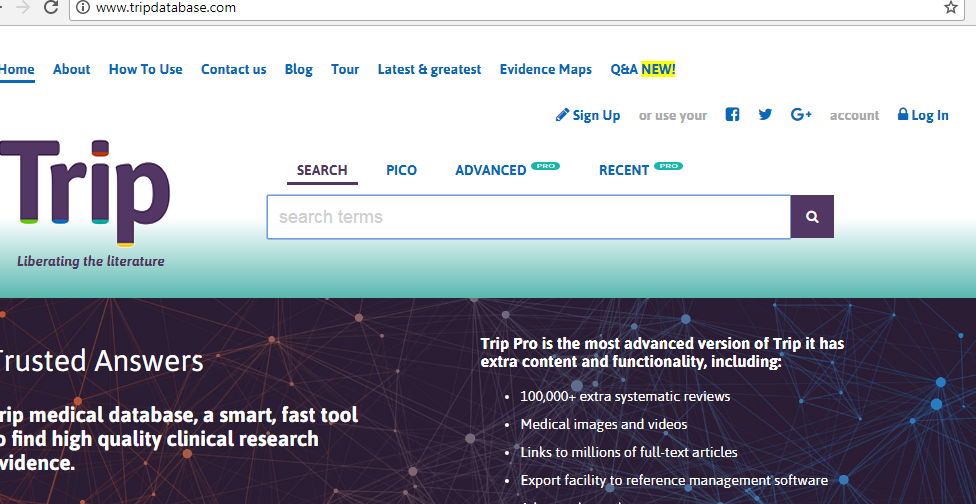 www.tripdatabase.com
Home About How To Use Contact us Blog Tour Latest & greatest Evidence Maps Q&A NEW!
Sign Up or use your account Log In
Trip
Liberating the literature
SEARCH PICO ADVANCED PRO RECENT PRO
search terms
Trusted Answers
rip medical database, a smart, fast tool
o find high quality clinical research
vidence.
Trip Pro is the most advanced version of Trip it has
extra content and functionality, including:
• 100,000+ extra systematic reviews
• Medical images and videos
• Links to millions of full-text articles
• Export facility to reference management software